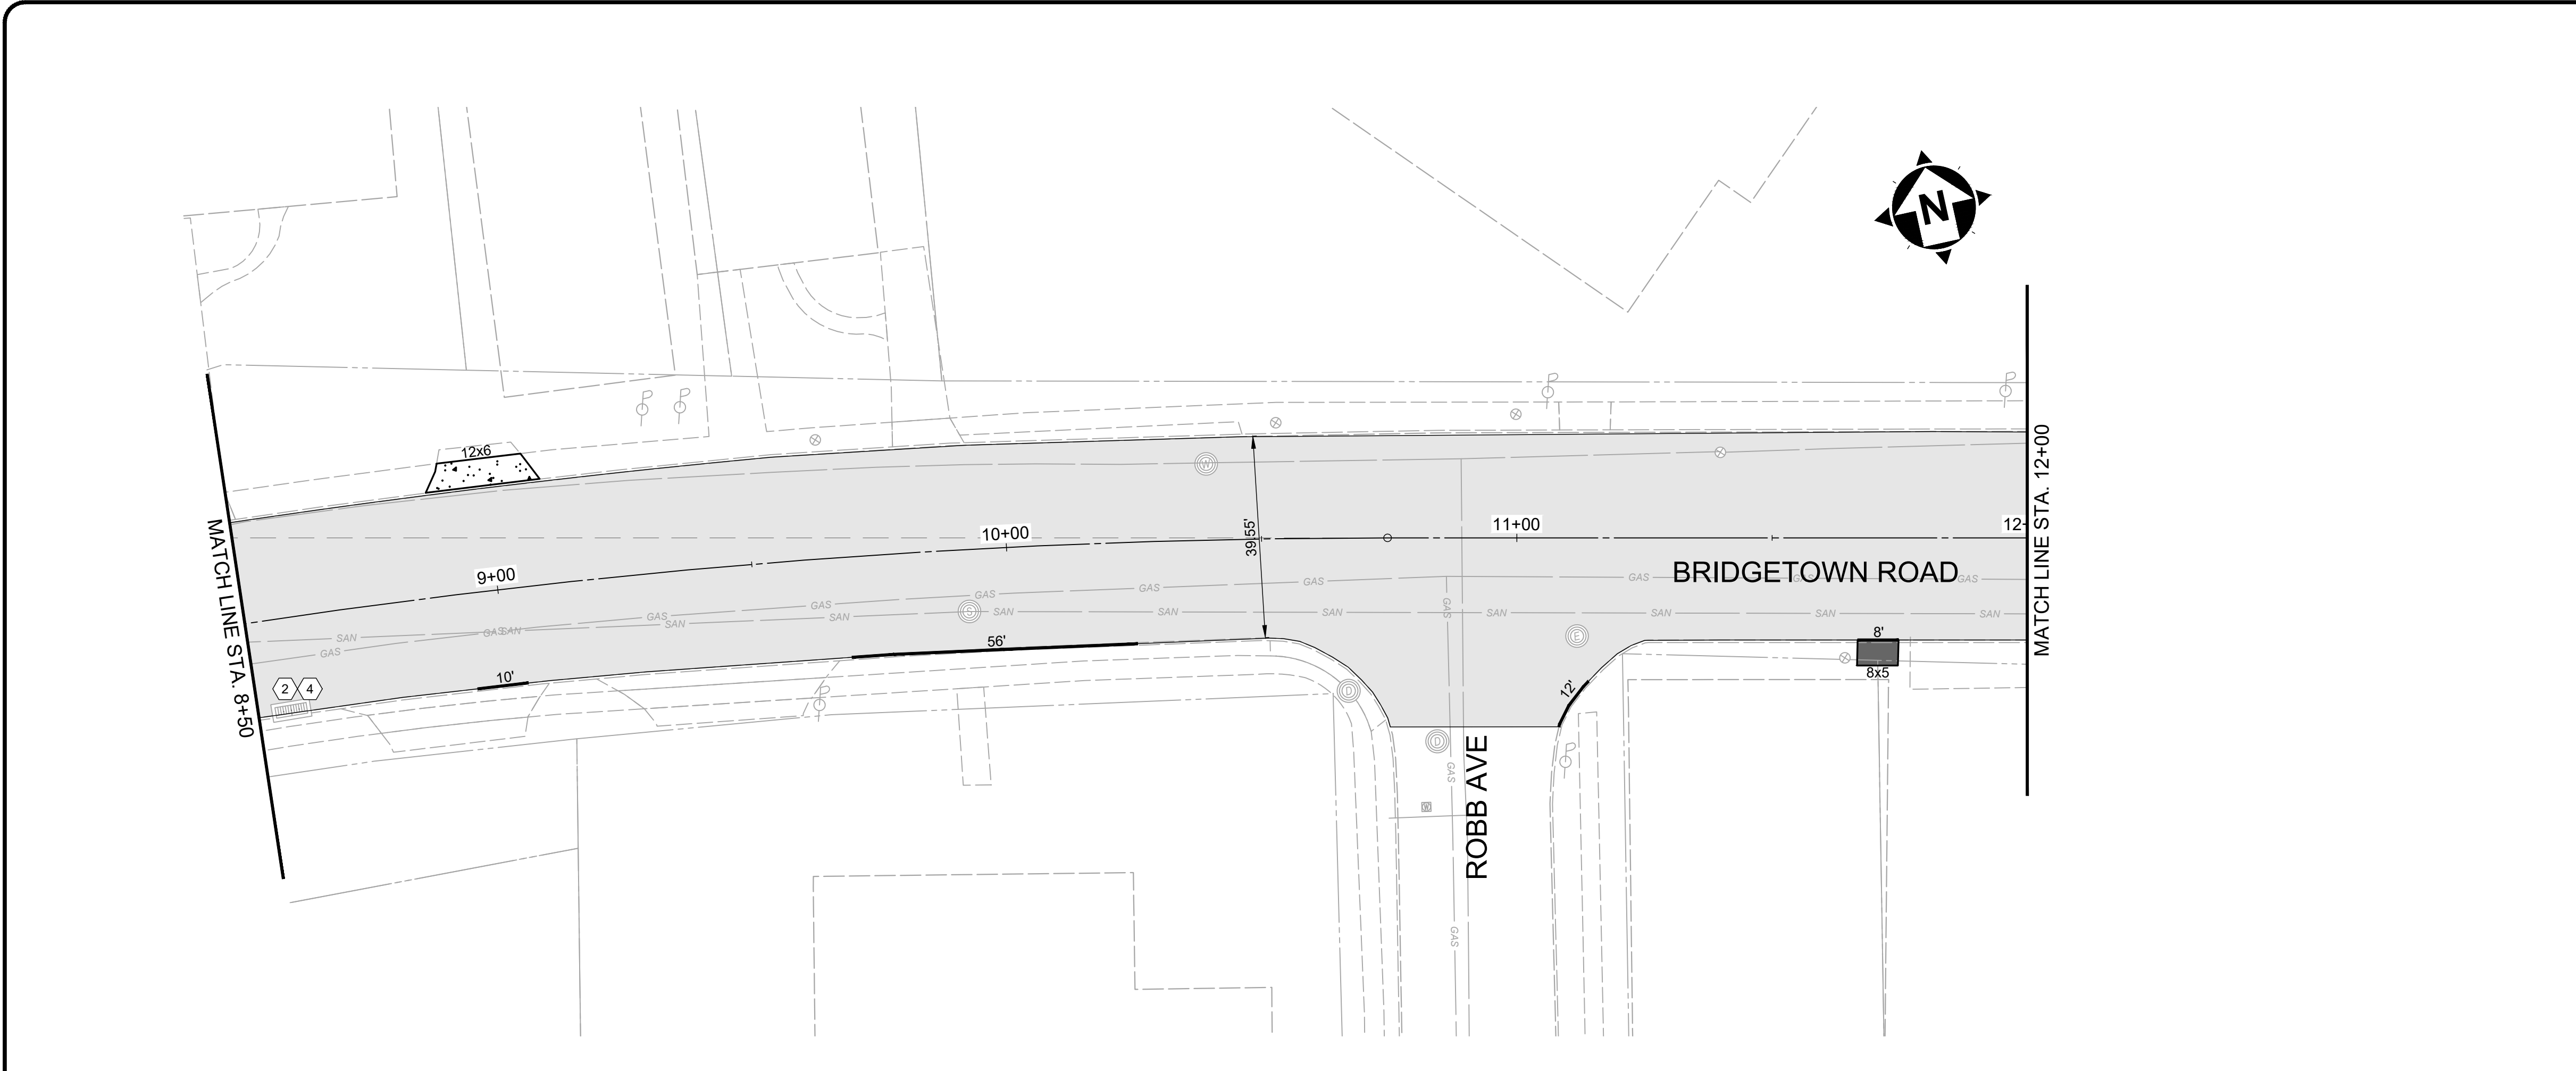 N
12x6
MATCH LINE STA. 8+50
MATCH LINE STA. 12+00
W
9+00
10+00
39.55'
11+00
12+
BRIDGETOWN ROAD
GAS
GAS
GAS
GAS
GAS
GAS
GAS
GAS
GAS
GAS
SAN
SAN
SAN
SAN
SAN
SAN
SAN
SAN
SAN
SAN
SAN
S
E
D
D
2
4
10'
56'
12'
8'
8x5
GAS
GAS
GAS
W
ROBB AVE